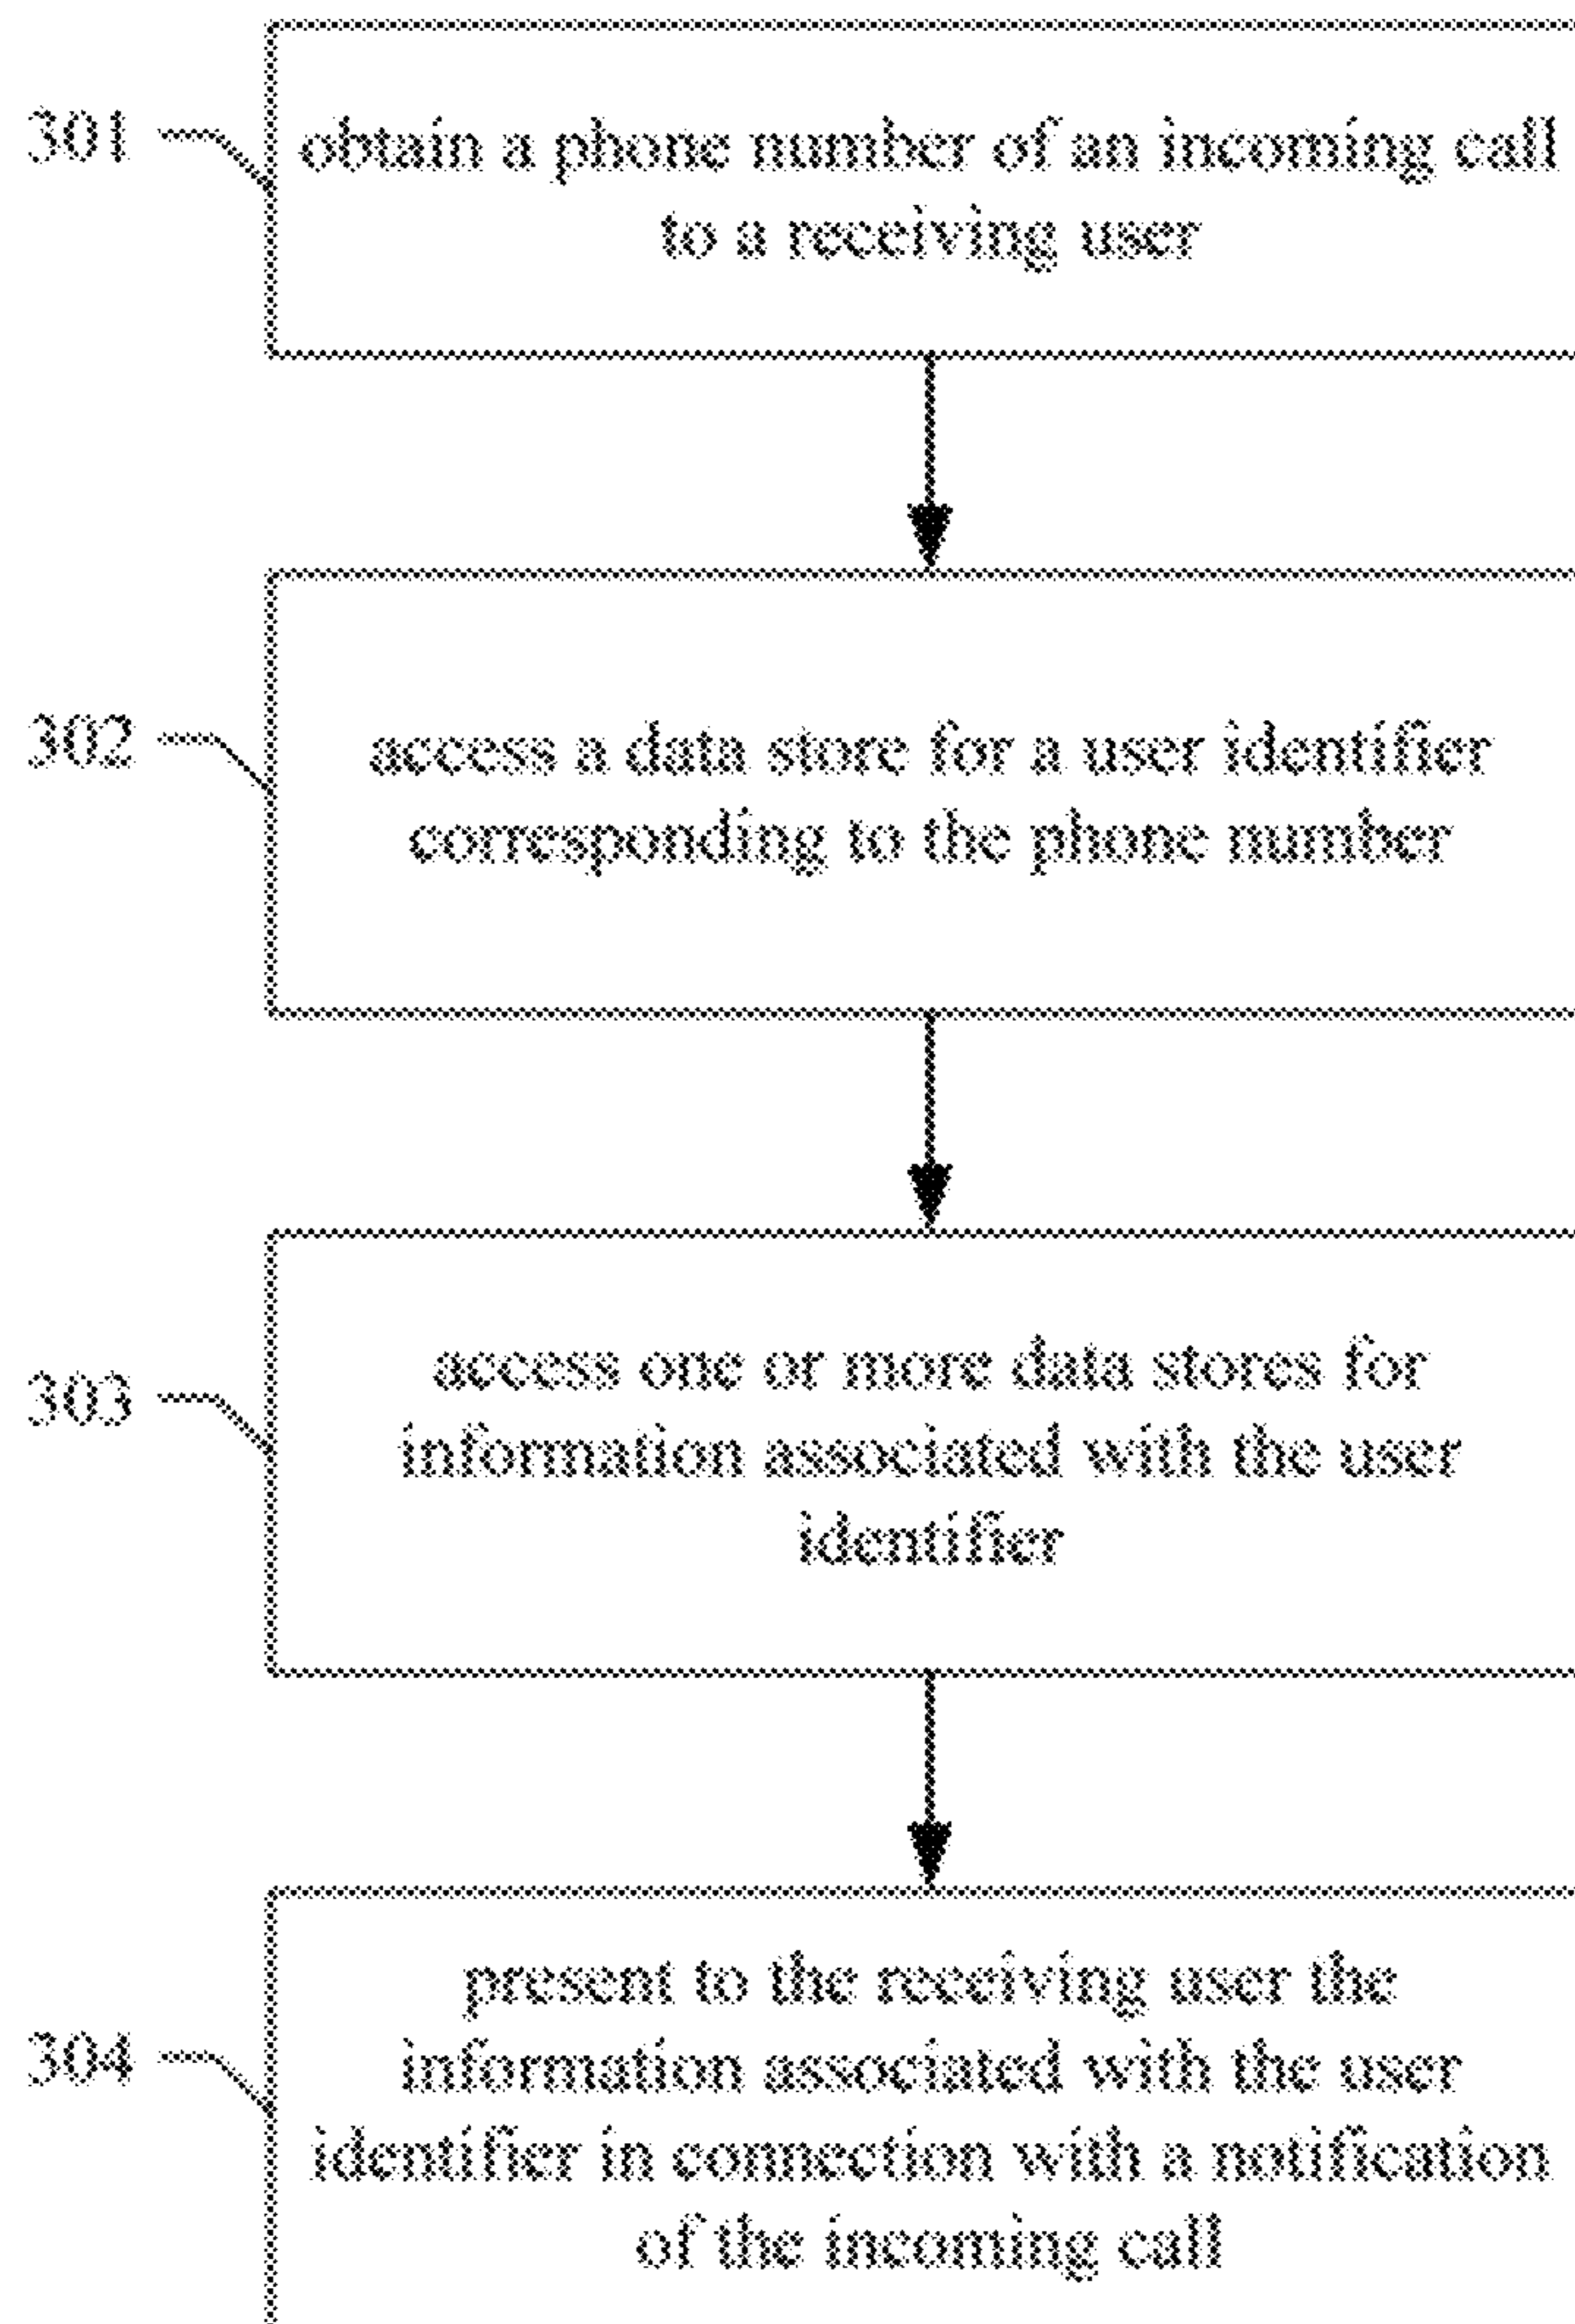 301
obtain a phone number of an incoming call
to a receiving user
302
access a data store for a user identifier
corresponding to the phone number
303
access one or more data stores for
information associated with the user
identifier
304
present to the receiving user the
information associated with the user
identifier in connection with a notification
of the incoming call